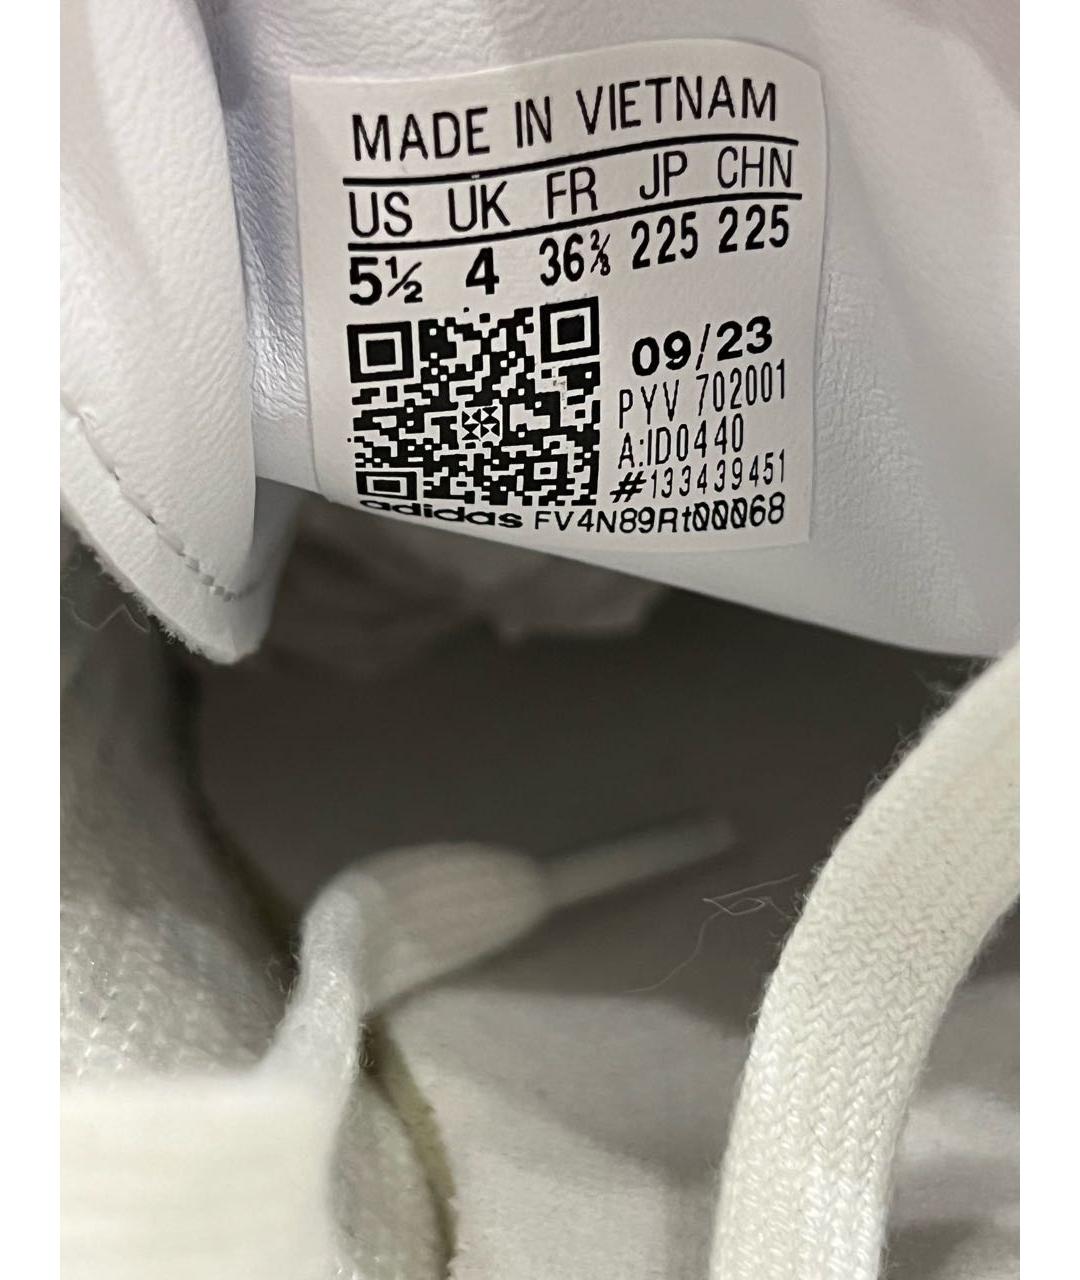 MADE IN VIETNAM
US UK FR JP CHN
5½ 4 36⅔ 225 225
09/23
PYV 702001
A:ID0440
#133439451
adidas FV4N89Rt00068